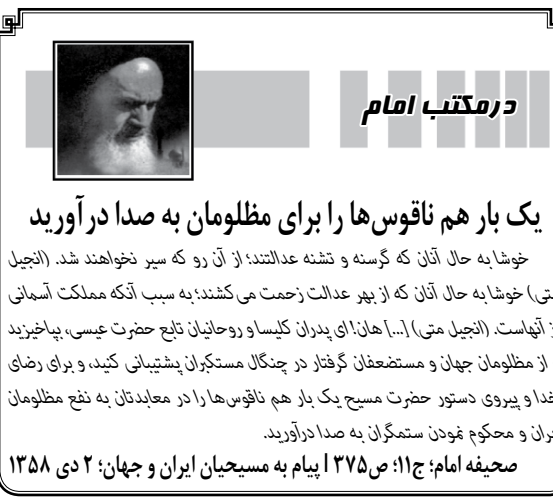 درمکتب امام
یک بار هم ناقوس‌ها را برای مظلومان به صدا درآورید
خوشا به حال آنان که گرسنه و تشنه عدالتند؛ از آن رو که سیر نخواهند شد. (انجیل
متی) خوشا به حال آنان که از بهر عدالت زحمت می‌کشند؛ به سبب آنکه مملکت آسمانی
از آنهاست. (انجیل متی) [...] هان! ای پدران کلیسا و روحانیان تابع حضرت عیسی، بپاخیزید
از مظلومان جهان و مستضعفان گرفتار در چنگال مستکبران پشتیبانی کنید، و برای رضای
خدا و پیروی دستور حضرت مسیح یک بار هم ناقوس‌ها را در معابدتان به نفع مظلومان
ایران و محکوم نمودن ستمگران به صدا درآورید.
صحیفه امام؛ ج۱۱؛ ص۳۷۵ | پیام به مسیحیان ایران و جهان؛ ۲ دی ۱۳۵۸